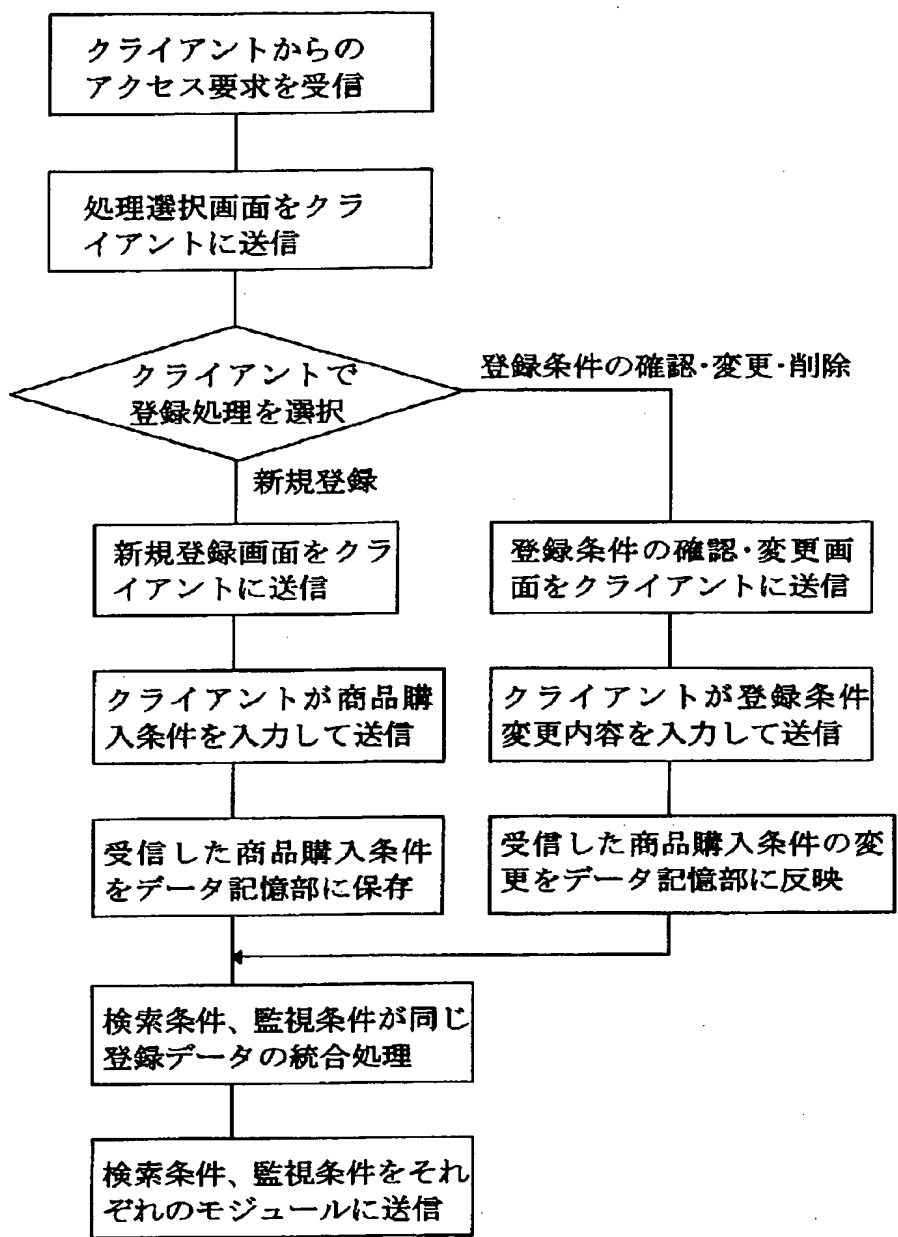 クライアントからの
アクセス要求を受信
処理選択画面をクラ
イアントに送信
クライアントで
登録処理を選択
登録条件の確認・変更・削除
新規登録
新規登録画面をクラ
イアントに送信
登録条件の確認・変更画
面をクライアントに送信
クライアントが商品購
入条件を入力して送信
クライアントが登録条件
変更内容を入力して送信
受信した商品購入条件
をデータ記憶部に保存
受信した商品購入条件の変
更をデータ記憶部に反映
検索条件、監視条件が同じ
登録データの統合処理
検索条件、監視条件をそれ
ぞれのモジュールに送信